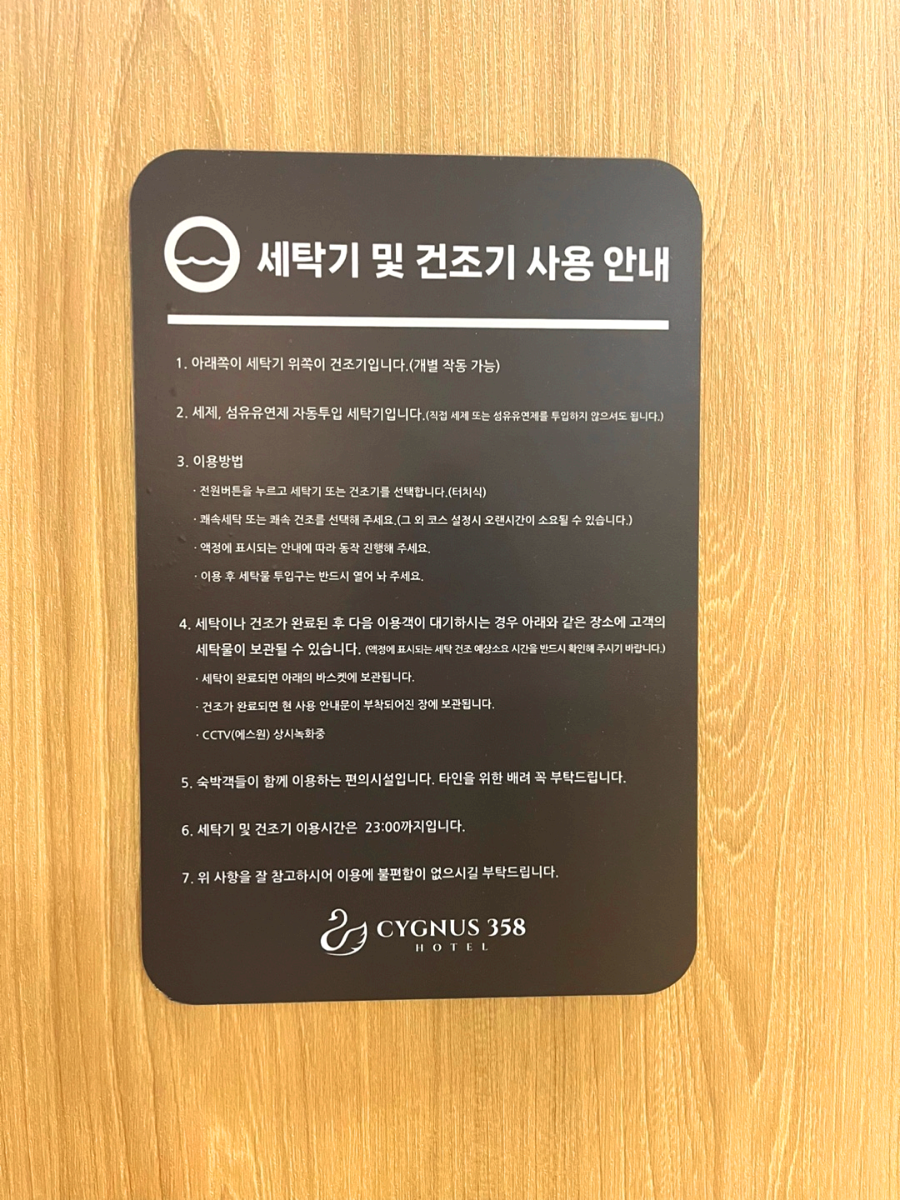 세탁기 및 건조기 사용 안내
1. 아래쪽이 세탁기 위쪽이 건조기입니다.(개별 작동 가능)
2. 세제, 섬유유연제 자동투입 세탁기입니다.(직접 세제 또는 섬유유연제를 투입하지 않으셔도 됩니다.)
3. 이용방법
· 전원버튼을 누르고 세탁기 또는 건조기를 선택합니다.(터치식)
· 쾌속세탁 또는 쾌속 건조를 선택해 주세요.(그 외 코스 설정시 오랜시간이 소요될 수 있습니다.)
· 액정에 표시되는 안내에 따라 동작 진행해 주세요.
· 이용 후 세탁물 투입구는 반드시 열어 놔 주세요.
4. 세탁이나 건조가 완료된 후 다음 이용객이 대기하시는 경우 아래와 같은 장소에 고객의
세탁물이 보관될 수 있습니다. (액정에 표시되는 세탁 건조 예상소요 시간을 반드시 확인해 주시기 바랍니다.)
· 세탁이 완료되면 아래의 바스켓에 보관됩니다.
· 건조가 완료되면 현 사용 안내문이 부착되어진 장에 보관됩니다.
· CCTV(에스원) 상시녹화중
5. 숙박객들이 함께 이용하는 편의시설입니다. 타인을 위한 배려 꼭 부탁드립니다.
6. 세탁기 및 건조기 이용시간은 23:00까지입니다.
7. 위 사항을 잘 참고하시어 이용에 불편함이 없으시길 부탁드립니다.
CYGNUS 358
HOTEL